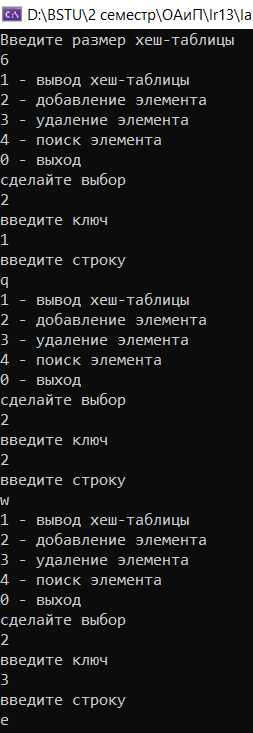 D:\BSTU\2 семестр\ОАиП\lr13\la
Введите размер хеш-таблицы
6
1 - вывод хеш-таблицы
2 - добавление элемента
3 - удаление элемента
4 - поиск элемента
0 - выход
сделайте выбор
2
введите ключ
1
введите строку
q
1 - вывод хеш-таблицы
2 - добавление элемента
3 - удаление элемента
4 - поиск элемента
0 - выход
сделайте выбор
2
введите ключ
2
введите строку
w
1 - вывод хеш-таблицы
2 - добавление элемента
3 - удаление элемента
4 - поиск элемента
0 - выход
сделайте выбор
2
введите ключ
3
введите строку
e